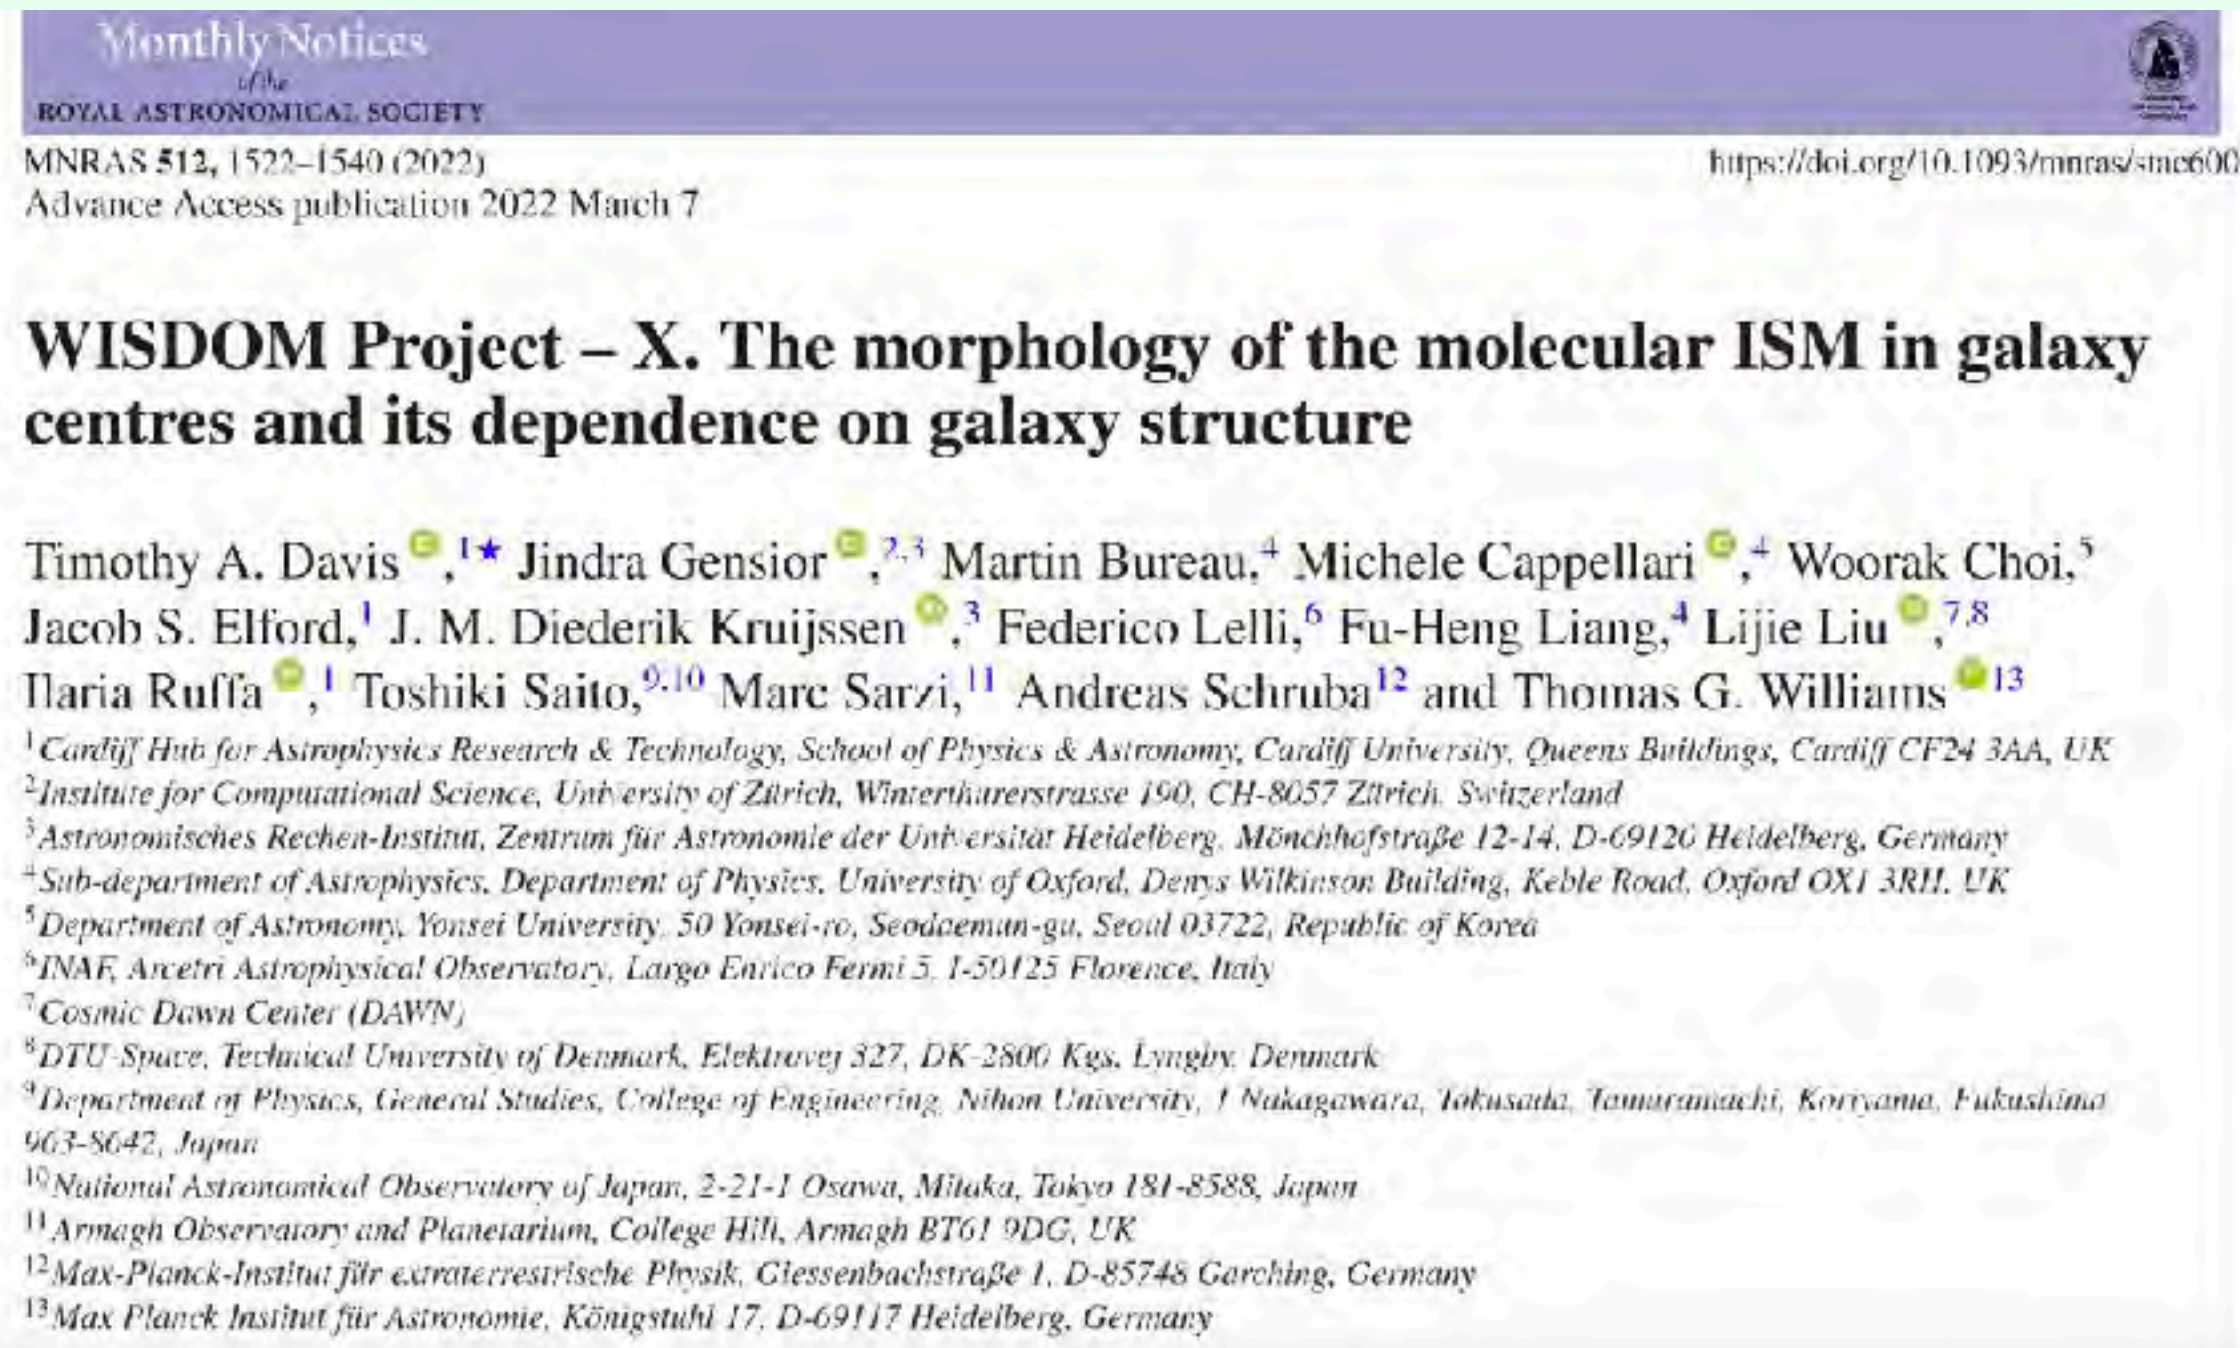 Monthly Notices
of the
ROYAL ASTRONOMICAL SOCIETY
MNRAS 512, 1522–1540 (2022)
https://doi.org/10.1093/mnras/stac600
Advance Access publication 2022 March 7
WISDOM Project – X. The morphology of the molecular ISM in galaxy
centres and its dependence on galaxy structure
Timothy A. Davis,1★ Jindra Gensior,2,3 Martin Bureau,4 Michele Cappellari,4 Woorak Choi,5
Jacob S. Elford,1 J. M. Diederik Kruijssen,3 Federico Lelli,6 Fu-Heng Liang,4 Lijie Liu,7,8
Ilaria Ruffa,1 Toshiki Saito,9,10 Marc Sarzi,11 Andreas Schruba12 and Thomas G. Williams13
1Cardiff Hub for Astrophysics Research & Technology, School of Physics & Astronomy, Cardiff University, Queens Buildings, Cardiff CF24 3AA, UK
2Institute for Computational Science, University of Zürich, Winterthurerstrasse 190, CH-8057 Zürich, Switzerland
3Astronomisches Rechen-Institut, Zentrum für Astronomie der Universität Heidelberg, Mönchhofstraße 12-14, D-69120 Heidelberg, Germany
4Sub-department of Astrophysics, Department of Physics, University of Oxford, Denys Wilkinson Building, Keble Road, Oxford OX1 3RH, UK
5Department of Astronomy, Yonsei University, 50 Yonsei-ro, Seodaemun-gu, Seoul 03722, Republic of Korea
6INAF, Arcetri Astrophysical Observatory, Largo Enrico Fermi 5, I-50125 Florence, Italy
7Cosmic Dawn Center (DAWN)
8DTU-Space, Technical University of Denmark, Elektrovej 327, DK-2800 Kgs. Lyngby, Denmark
9Department of Physics, General Studies, College of Engineering, Nihon University, 1 Nakagawara, Tokusada, Tamuramachi, Koriyama, Fukushima
963-8642, Japan
10National Astronomical Observatory of Japan, 2-21-1 Osawa, Mitaka, Tokyo 181-8588, Japan
11Armagh Observatory and Planetarium, College Hill, Armagh BT61 9DG, UK
12Max-Planck-Institut für extraterrestrische Physik, Giessenbachstraße 1, D-85748 Garching, Germany
13Max Planck Institut für Astronomie, Königstuhl 17, D-69117 Heidelberg, Germany